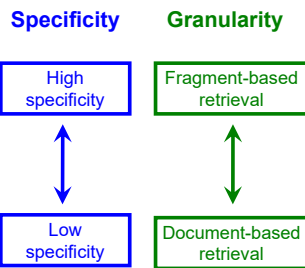 Specificity
Granularity
High
specificity
Fragment-based
retrieval
Low
specificity
Document-based
retrieval